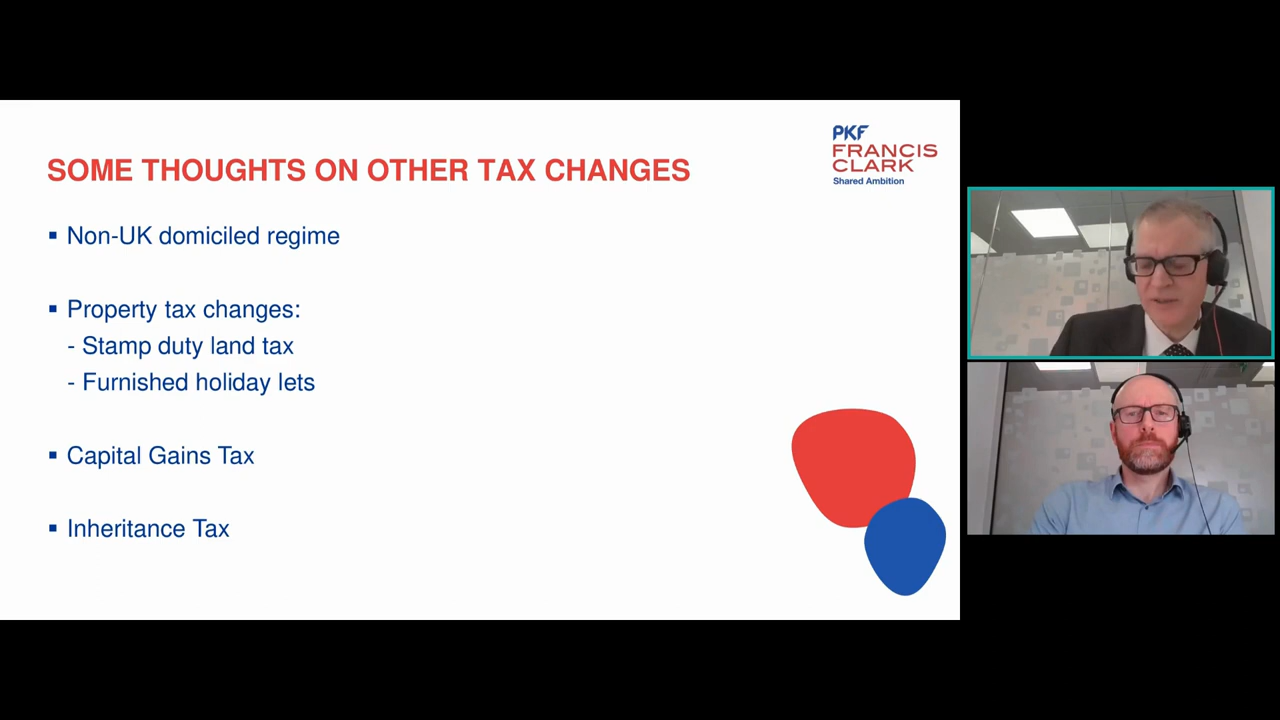 PKF
FRANCIS
CLARK
Shared Ambition
SOME THOUGHTS ON OTHER TAX CHANGES
▪ Non-UK domiciled regime
▪ Property tax changes:
- Stamp duty land tax
- Furnished holiday lets
▪ Capital Gains Tax
▪ Inheritance Tax